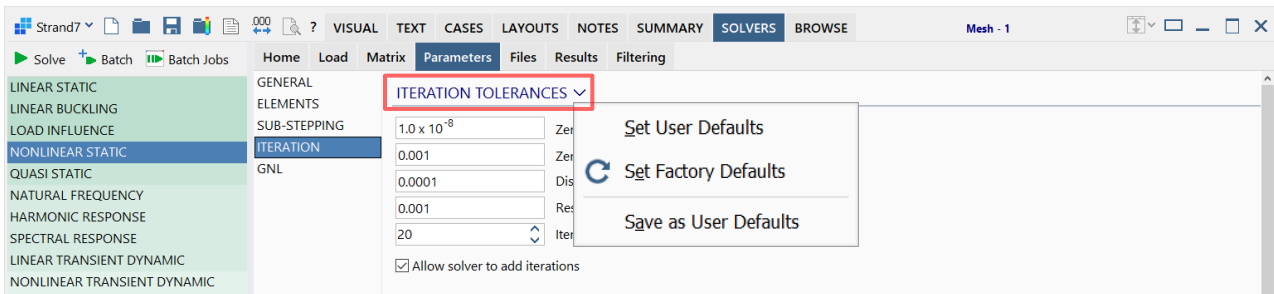 Strand7 .000 ? VISUAL TEXT CASES LAYOUTS NOTES SUMMARY SOLVERS BROWSE Mesh - 1
Solve Batch Batch Jobs Home Load Matrix Parameters Files Results Filtering
LINEAR STATIC
LINEAR BUCKLING
LOAD INFLUENCE
NONLINEAR STATIC
QUASI STATIC
NATURAL FREQUENCY
HARMONIC RESPONSE
SPECTRAL RESPONSE
LINEAR TRANSIENT DYNAMIC
NONLINEAR TRANSIENT DYNAMIC
GENERAL
ELEMENTS
SUB-STEPPING
ITERATION
GNL
ITERATION TOLERANCES
1.0 x 10⁻⁸ Zer
0.001 Zer
0.0001 Dis
0.001 Res
20 Iter
Allow solver to add iterations
Set User Defaults
Set Factory Defaults
Save as User Defaults